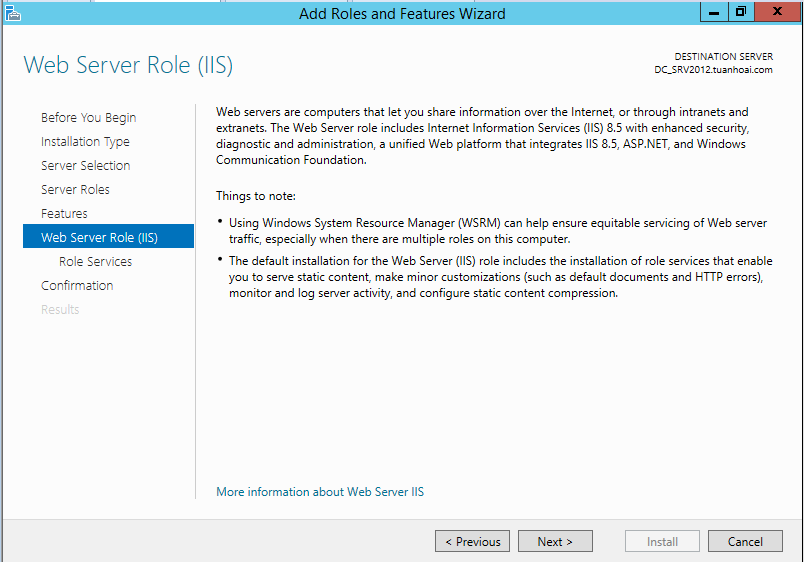 Add Roles and Features Wizard
Web Server Role (IIS)
DESTINATION SERVER
DC_SRV2012.tuanhoai.com
Before You Begin
Installation Type
Server Selection
Server Roles
Features
Web Server Role (IIS)
Role Services
Confirmation
Results
Web servers are computers that let you share information over the Internet, or through intranets and
extranets. The Web Server role includes Internet Information Services (IIS) 8.5 with enhanced security,
diagnostic and administration, a unified Web platform that integrates IIS 8.5, ASP.NET, and Windows
Communication Foundation.
Things to note:
• Using Windows System Resource Manager (WSRM) can help ensure equitable servicing of Web server
traffic, especially when there are multiple roles on this computer.
• The default installation for the Web Server (IIS) role includes the installation of role services that enable
you to serve static content, make minor customizations (such as default documents and HTTP errors),
monitor and log server activity, and configure static content compression.
More information about Web Server IIS
< Previous
Next >
Install
Cancel